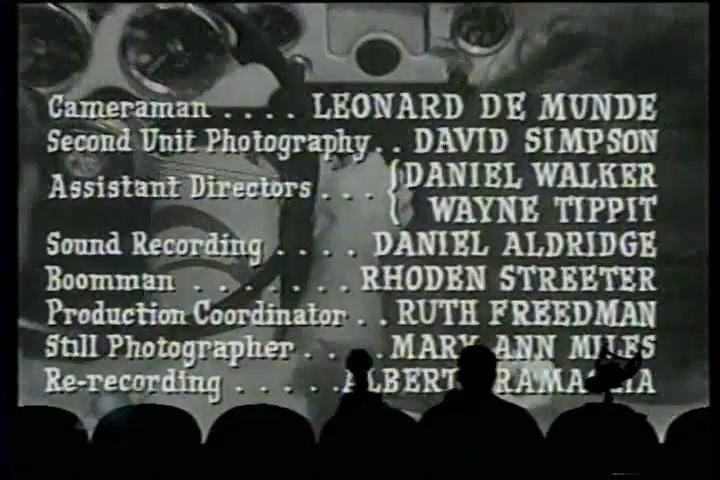 Cameraman .... LEONARD DE MUNDE
Second Unit Photography.. DAVID SIMPSON
Assistant Directors ... { DANIEL WALKER
WAYNE TIPPIT
Sound Recording .... DANIEL ALDRIDGE
Boomman ....... RHODEN STREETER
Production Coordinator .. RUTH FREEDMAN
Still Photographer .... MARY ANN MILES
Re-recording ..... ALBERT